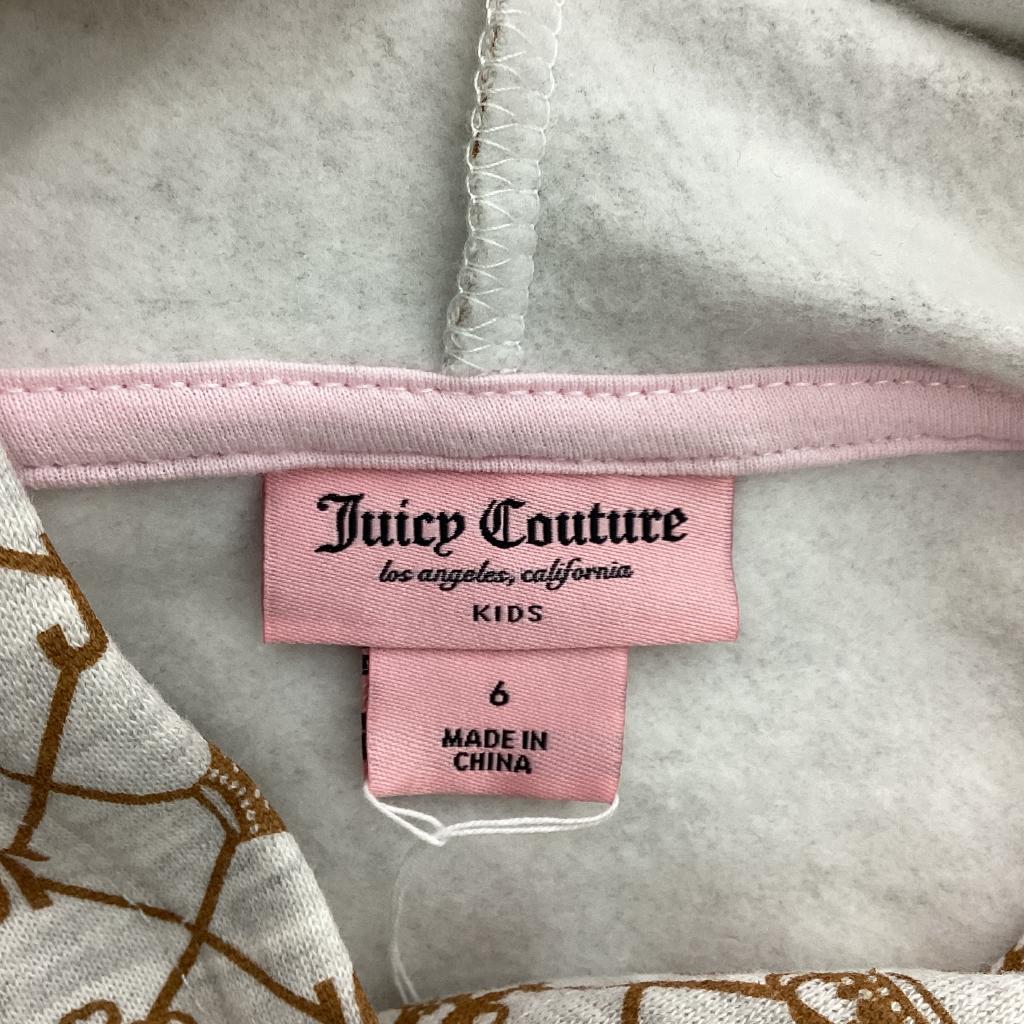 Juicy Couture
los angeles, california
KIDS
6
MADE IN
CHINA